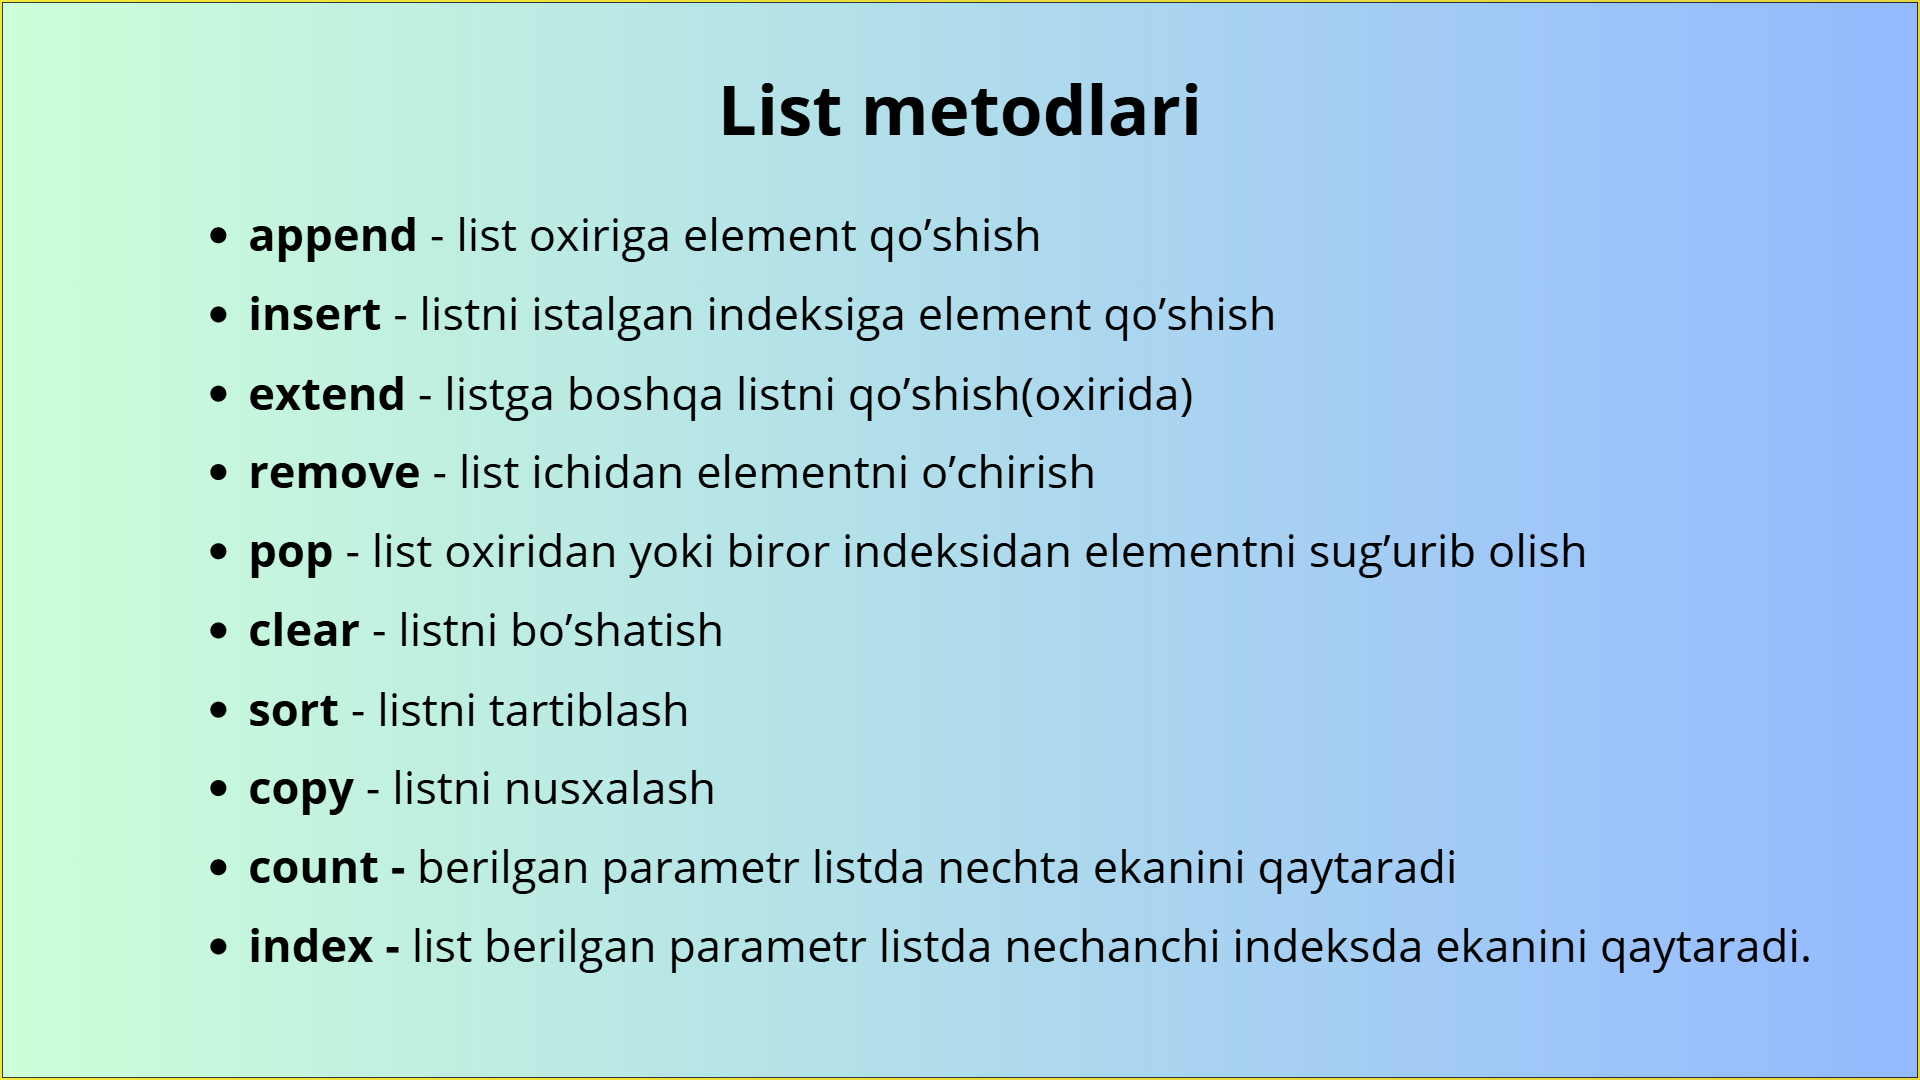 List metodlari
• append - list oxiriga element qo’shish
• insert - listni istalgan indeksiga element qo’shish
• extend - listga boshqa listni qo’shish(oxirida)
• remove - list ichidan elementni o’chirish
• pop - list oxiridan yoki biror indeksidan elementni sug’urib olish
• clear - listni bo’shatish
• sort - listni tartiblash
• copy - listni nusxalash
• count - berilgan parametr listda nechta ekanini qaytaradi
• index - list berilgan parametr listda nechanchi indeksda ekanini qaytaradi.